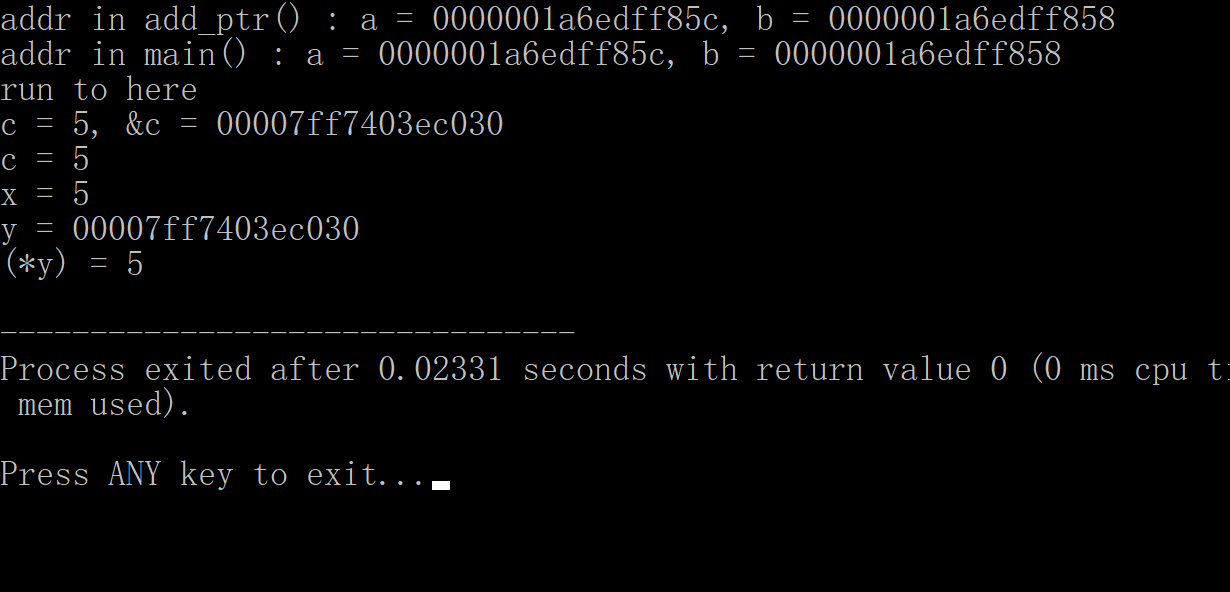 addr in add_ptr() : a = 0000001a6edff85c, b = 0000001a6edff858
addr in main() : a = 0000001a6edff85c, b = 0000001a6edff858
run to here
c = 5, &c = 00007ff7403ec030
c = 5
x = 5
y = 00007ff7403ec030
(*y) = 5
--------------------------------
Process exited after 0.02331 seconds with return value 0 (0 ms cpu
mem used).
Press ANY key to exit...